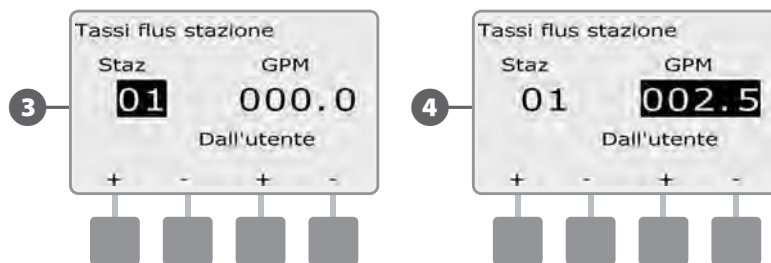 3
Tassi flus stazione
Staz GPM
01 000.0
Dall'utente
+ - + -
4
Tassi flus stazione
Staz GPM
01 002.5
Dall'utente
+ - + -